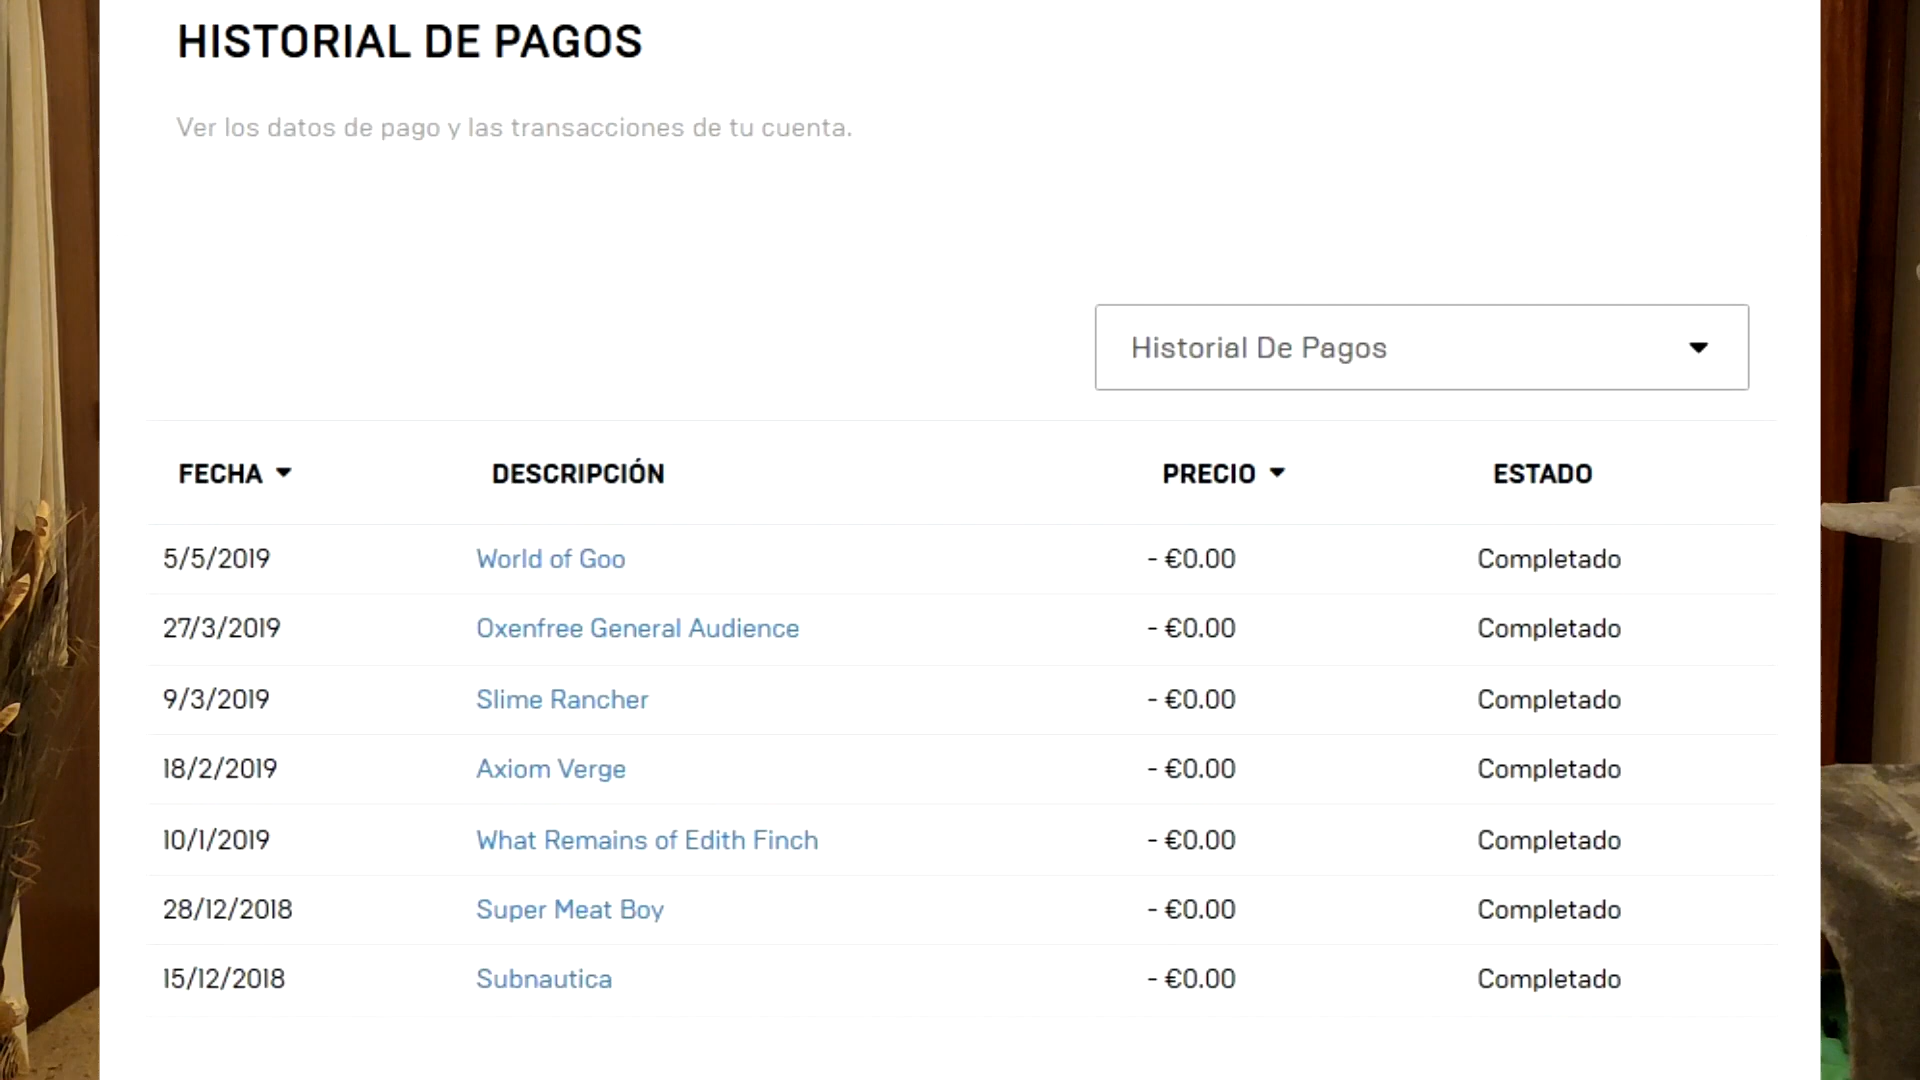 HISTORIAL DE PAGOS
Ver los datos de pago y las transacciones de tu cuenta.
Historial De Pagos
FECHA DESCRIPCIÓN PRECIO ESTADO
5/5/2019 World of Goo - €0.00 Completado
27/3/2019 Oxenfree General Audience - €0.00 Completado
9/3/2019 Slime Rancher - €0.00 Completado
18/2/2019 Axiom Verge - €0.00 Completado
10/1/2019 What Remains of Edith Finch - €0.00 Completado
28/12/2018 Super Meat Boy - €0.00 Completado
15/12/2018 Subnautica - €0.00 Completado